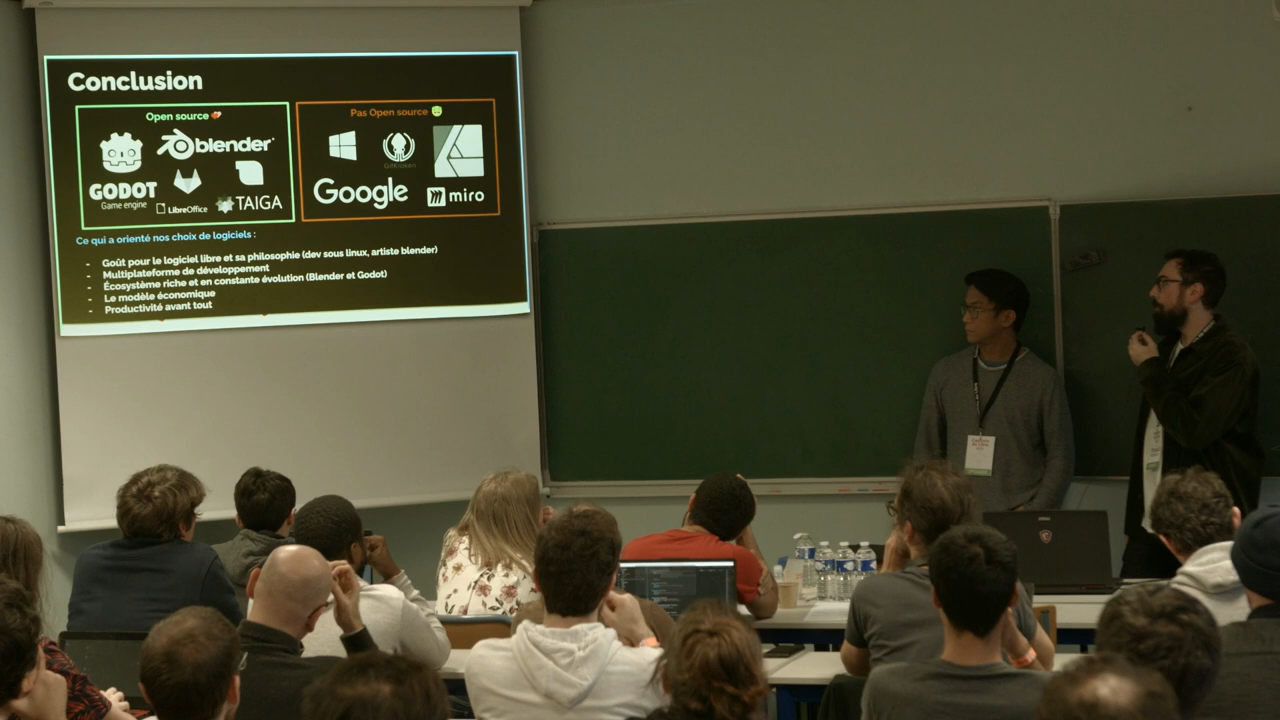 Conclusion
Open source
Pas Open source
blender
GitKraken
GODOT
Game engine
LibreOffice
TAIGA
Google
miro
Ce qui a orienté nos choix de logiciels :
- Goût pour le logiciel libre et sa philosophie (dev sous linux, artiste blender)
- Multiplateforme de développement
- Écosystème riche et en constante évolution (Blender et Godot)
- Le modèle économique
- Productivité avant tout